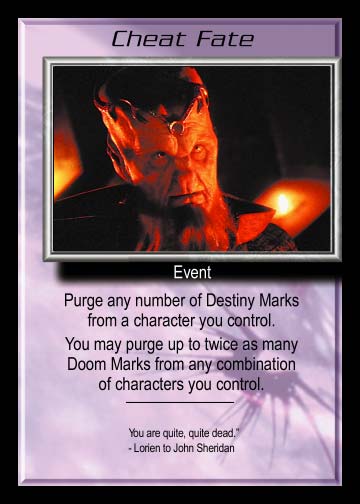 Cheat Fate
Event
Purge any number of Destiny Marks
from a character you control.
You may purge up to twice as many
Doom Marks from any combination
of characters you control.
You are quite, quite dead."
- Lorien to John Sheridan